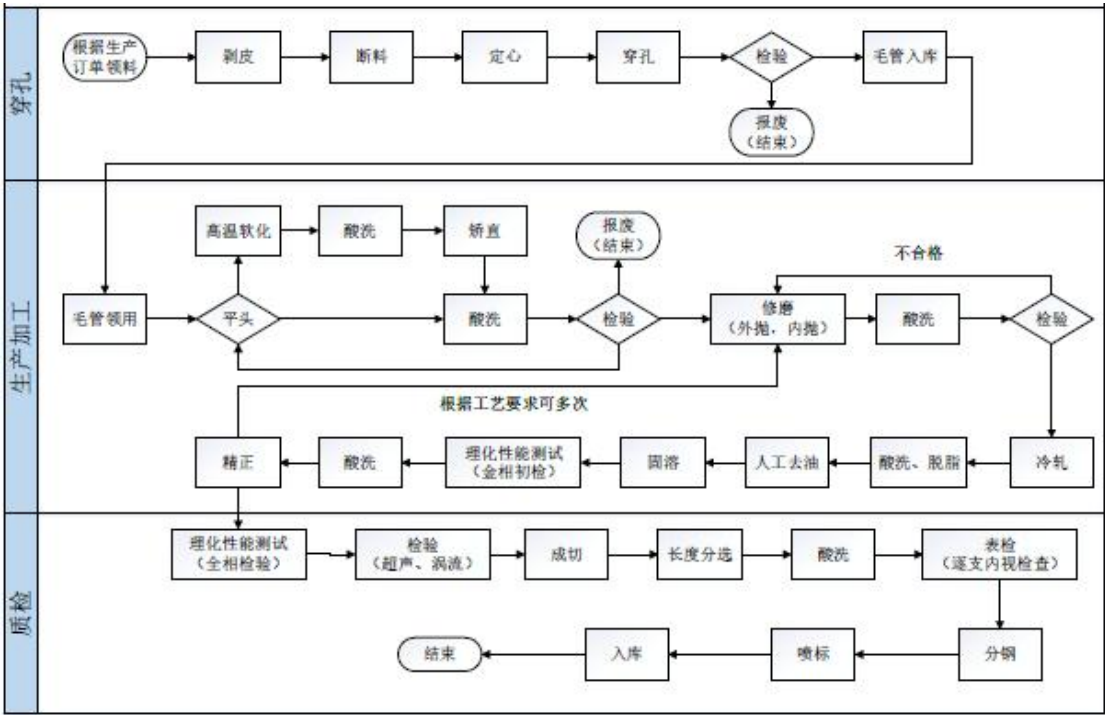 穿孔
根据生产
订单领料
剥皮
断料
定心
穿孔
检验
毛管入库
报废
（结束）
生产加工
高温软化
酸洗
矫直
报废
（结束）
不合格
毛管领用
平头
酸洗
检验
修磨
（外抛，内抛）
酸洗
检验
根据工艺要求可多次
精正
酸洗
理化性能测试
（金相初检）
固溶
人工去油
酸洗、脱脂
冷轧
质检
理化性能测试
（全相检验）
检验
（超声、涡流）
成切
长度分选
酸洗
表检
（逐支内视检查）
结束
入库
喷标
分钢